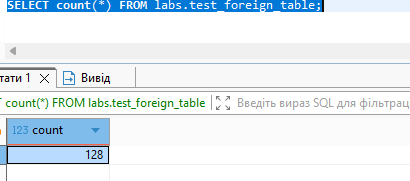 SELECT count(*) FROM labs.test_foreign_table;
тати 1 Вивід
count(*) FROM labs.test_foreign_table Введіть вираз SQL для фільтрац
123 count
128